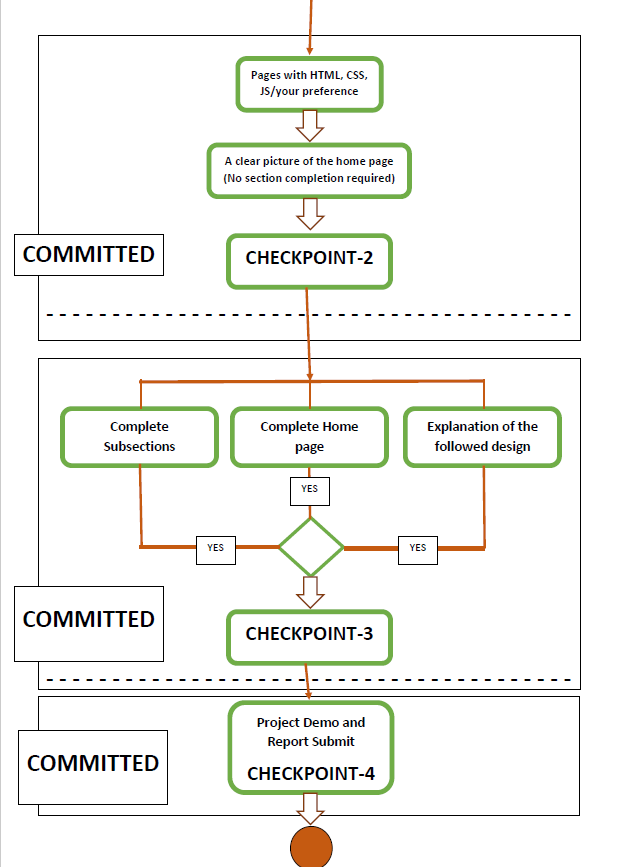 Pages with HTML, CSS,
JS/your preference
A clear picture of the home page
(No section completion required)
COMMITTED
CHECKPOINT-2
Complete
Subsections
Complete Home
page
Explanation of the
followed design
YES
YES
YES
COMMITTED
CHECKPOINT-3
Project Demo and
Report Submit
COMMITTED
CHECKPOINT-4